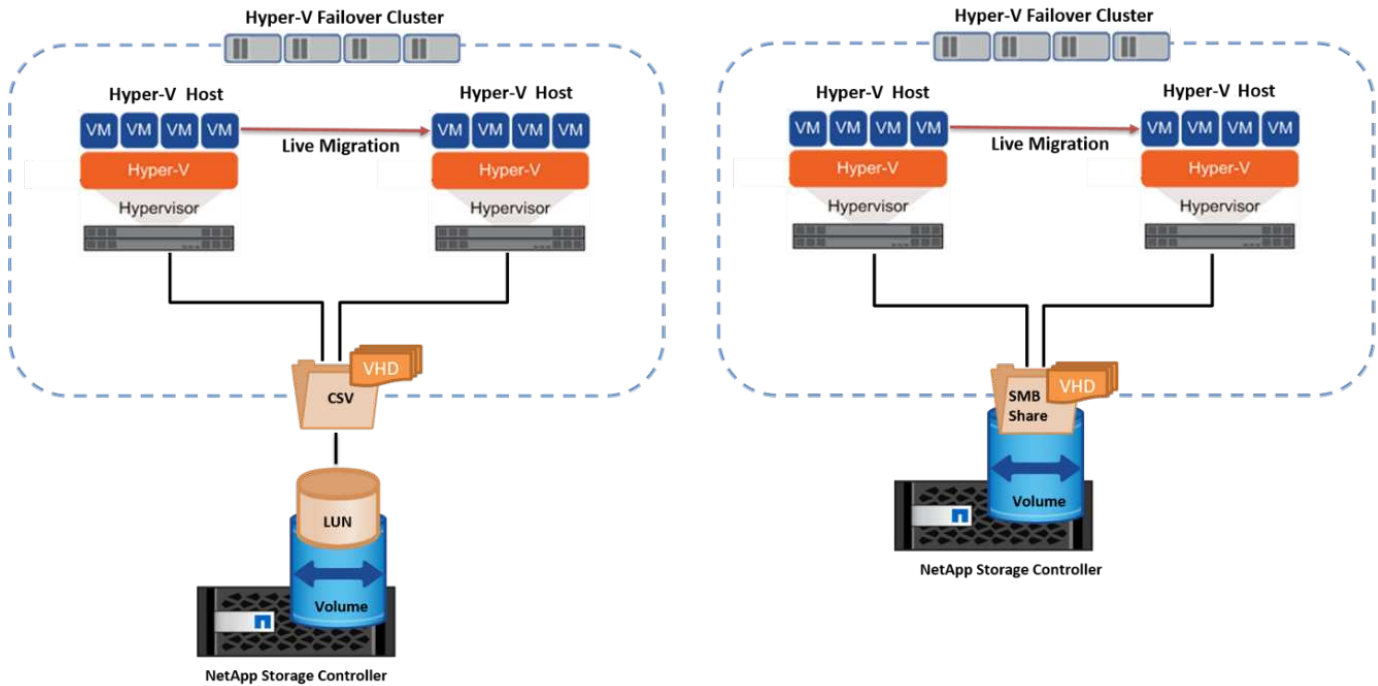 Hyper-V Failover Cluster
Hyper-V Host
Hyper-V Host
VM VM VM VM
VM VM VM VM
Live Migration
Hyper-V
Hyper-V
Hypervisor
Hypervisor
VHD
CSV
LUN
Volume
NetApp Storage Controller
Hyper-V Failover Cluster
Hyper-V Host
Hyper-V Host
VM VM VM VM
VM VM VM VM
Live Migration
Hyper-V
Hyper-V
Hypervisor
Hypervisor
VHD
SMB
Share
Volume
NetApp Storage Controller